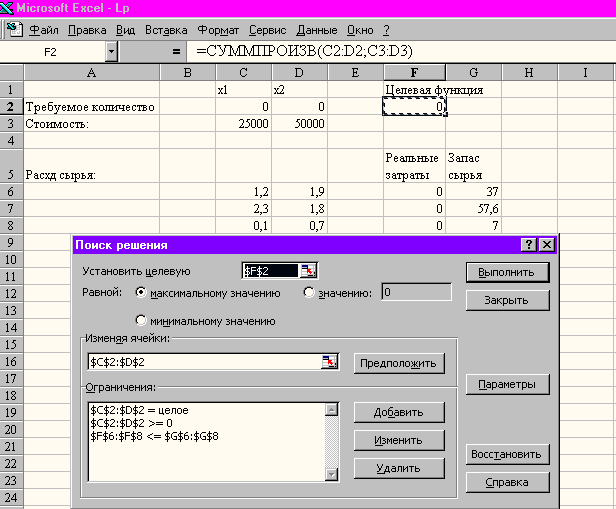 Microsoft Excel - Lp
Файл Правка Вид Вставка Формат Сервис Данные Окно ?
F2 = =СУММПРОИЗВ(C2:D2;C3:D3)
A B C D E F G H I
1 x1 x2 Целевая функция
2 Требуемое количество 0 0 0
3 Стоимость: 25000 50000
4
Реальные Запас
5 Расхд сырья: затраты сырья
6 1,2 1,9 0 37
7 2,3 1,8 0 57,6
8 0,1 0,7 0 7
9
10
11
12
13
14
15
16
17
18
19
20
21
22
23
24
Поиск решения ?
Установить целевую $F$2 Выполнить
Равной: максимальному значению значению: 0 Закрыть
минимальному значению
Изменяя ячейки:
$C$2:$D$2 Предположить
Параметры
Ограничения:
$C$2:$D$2 = целое Добавить
$C$2:$D$2 >= 0
$F$6:$F$8 <= $G$6:$G$8 Изменить
Восстановить
Удалить
Справка